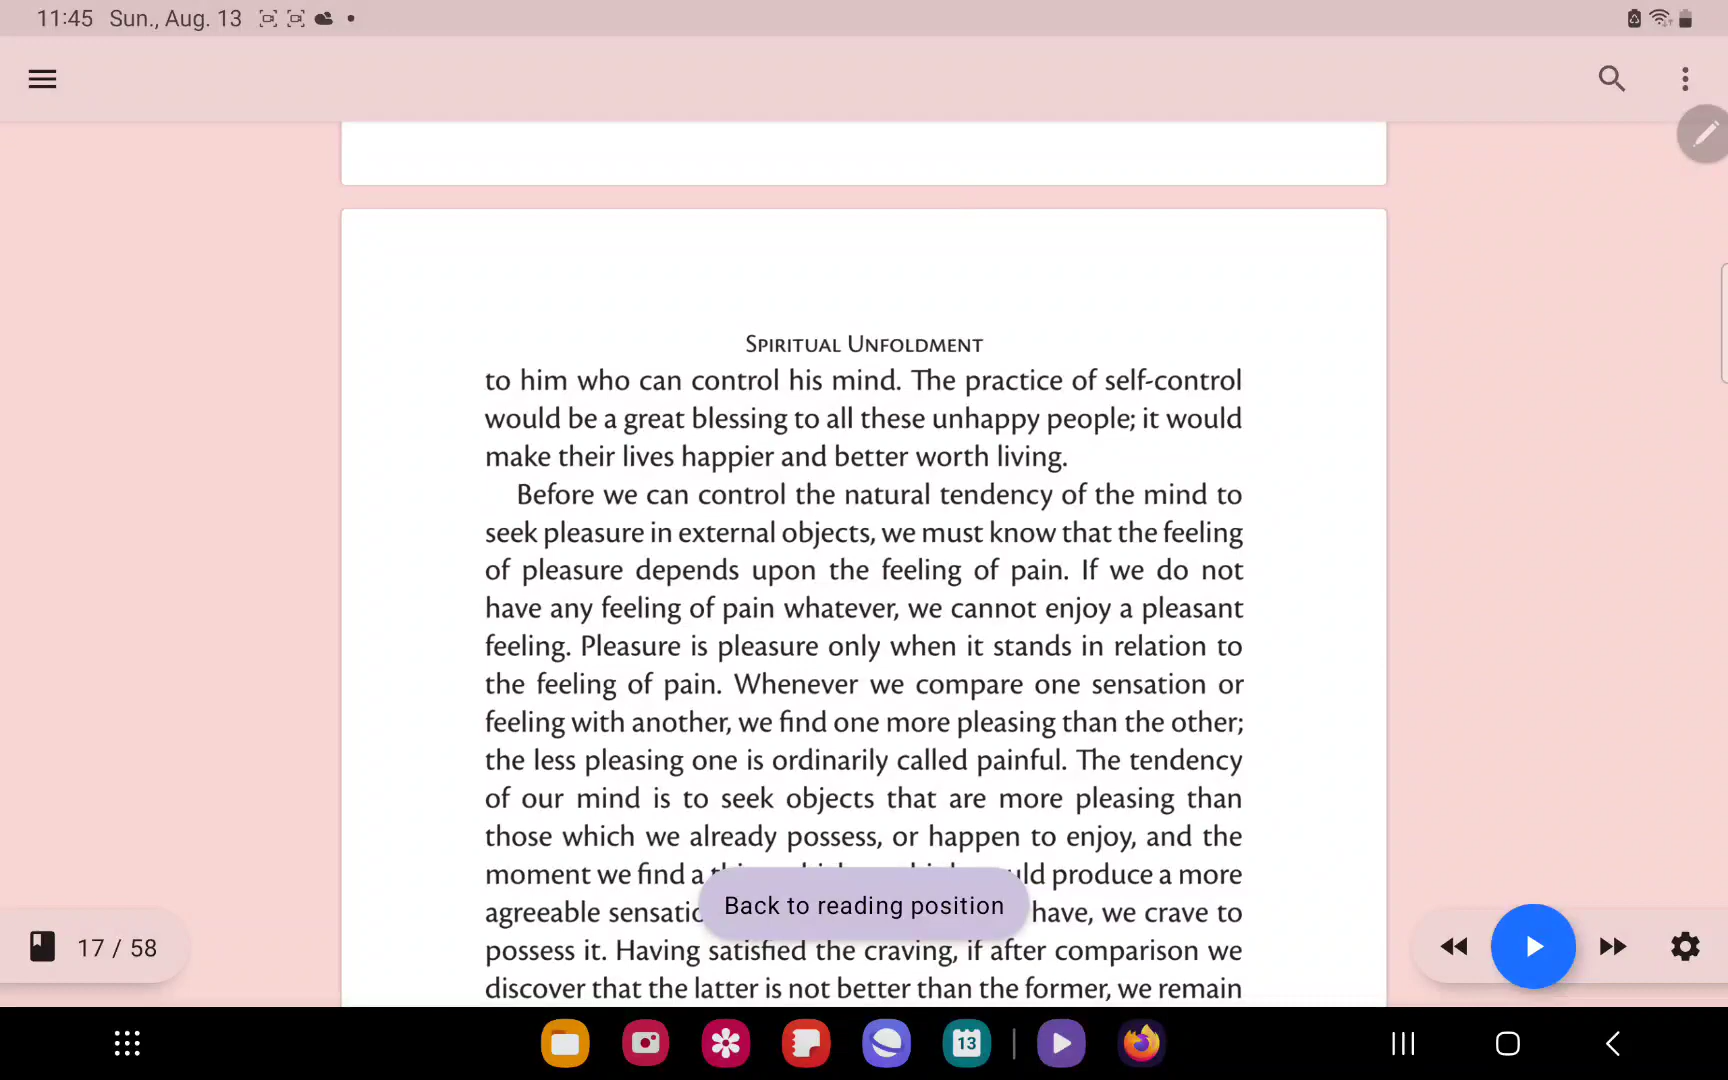 11:45 Sun., Aug. 13
Spiritual Unfoldment
to him who can control his mind. The practice of self-control
would be a great blessing to all these unhappy people; it would
make their lives happier and better worth living.
Before we can control the natural tendency of the mind to
seek pleasure in external objects, we must know that the feeling
of pleasure depends upon the feeling of pain. If we do not
have any feeling of pain whatever, we cannot enjoy a pleasant
feeling. Pleasure is pleasure only when it stands in relation to
the feeling of pain. Whenever we compare one sensation or
feeling with another, we find one more pleasing than the other;
the less pleasing one is ordinarily called painful. The tendency
of our mind is to seek objects that are more pleasing than
those which we already possess, or happen to enjoy, and the
moment we find a produce a more
agreeable have, we crave to
Back to reading position
possess it. Having satisfied the craving, if after comparison we
discover that the latter is not better than the former, we remain
17 / 58
13